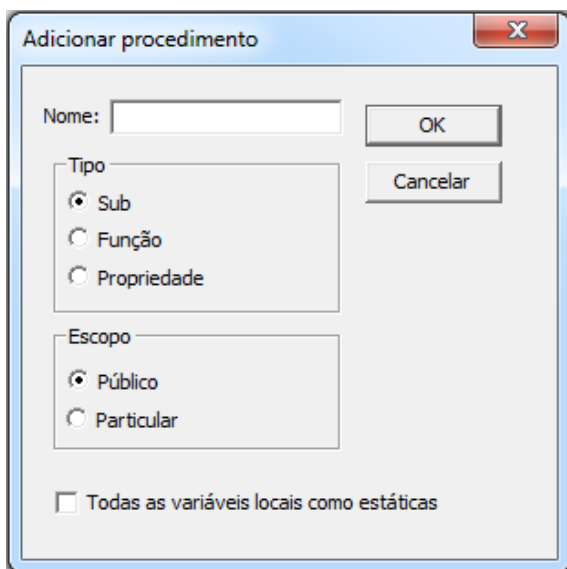 Adicionar procedimento
Nome:
OK
Tipo
Cancelar
Sub
Função
Propriedade
Escopo
Público
Particular
Todas as variáveis locais como estáticas